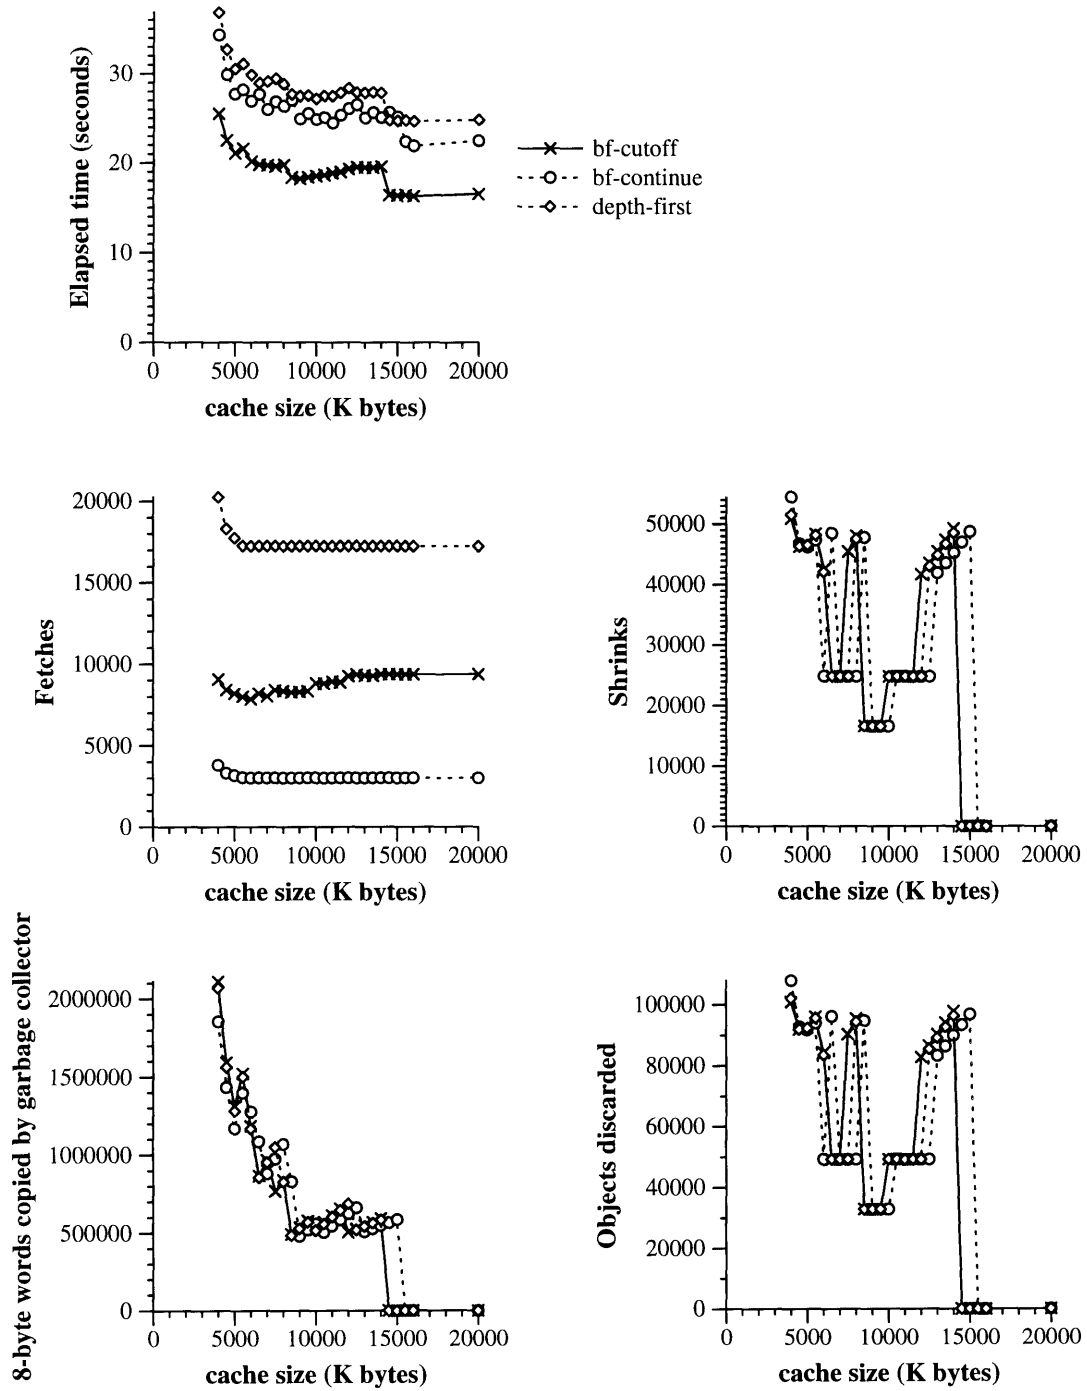 Elapsed time (seconds)
30
20
10
0
0 5000 10000 15000 20000
cache size (K bytes)
bf-cutoff
bf-continue
depth-first
Fetches
20000
15000
10000
5000
0
0 5000 10000 15000 20000
cache size (K bytes)
Shrinks
50000
40000
30000
20000
10000
0
0 5000 10000 15000 20000
cache size (K bytes)
8-byte words copied by garbage collector
2000000
1500000
1000000
500000
0
0 5000 10000 15000 20000
cache size (K bytes)
Objects discarded
100000
80000
60000
40000
20000
0
0 5000 10000 15000 20000
cache size (K bytes)